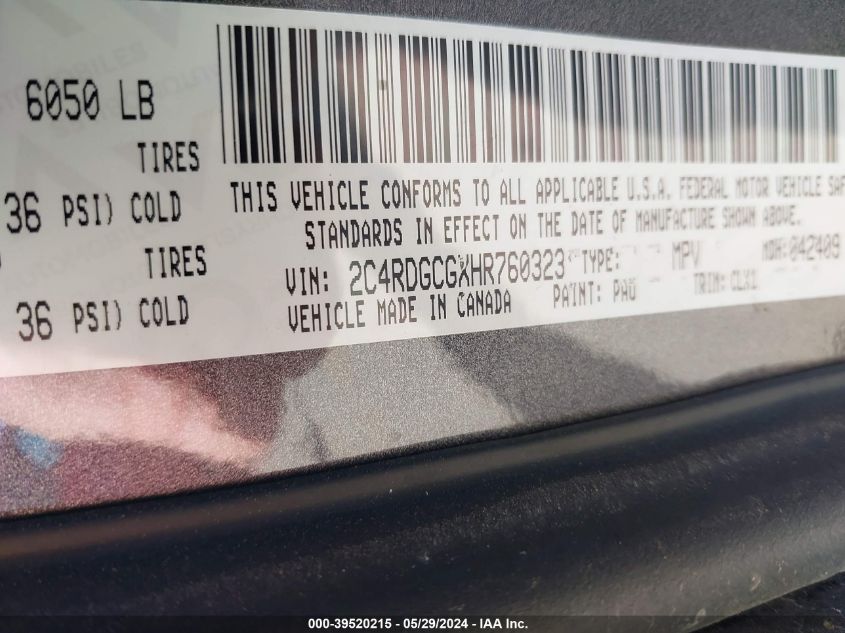 6050 LB
TIRES
36 PSI) COLD
TIRES
36 PSI) COLD
THIS VEHICLE CONFORMS TO ALL APPLICABLE U.S.A. FEDERAL MOTOR VEHICLE SAF
STANDARDS IN EFFECT ON THE DATE OF MANUFACTURE SHOWN ABOVE.
VIN: 2C4RDGCGXHR760323 TYPE: MPV MDH: 042409
VEHICLE MADE IN CANADA PAINT: PAU TRIM: CLX1
000-39520215 - 05/29/2024 - IAA Inc.